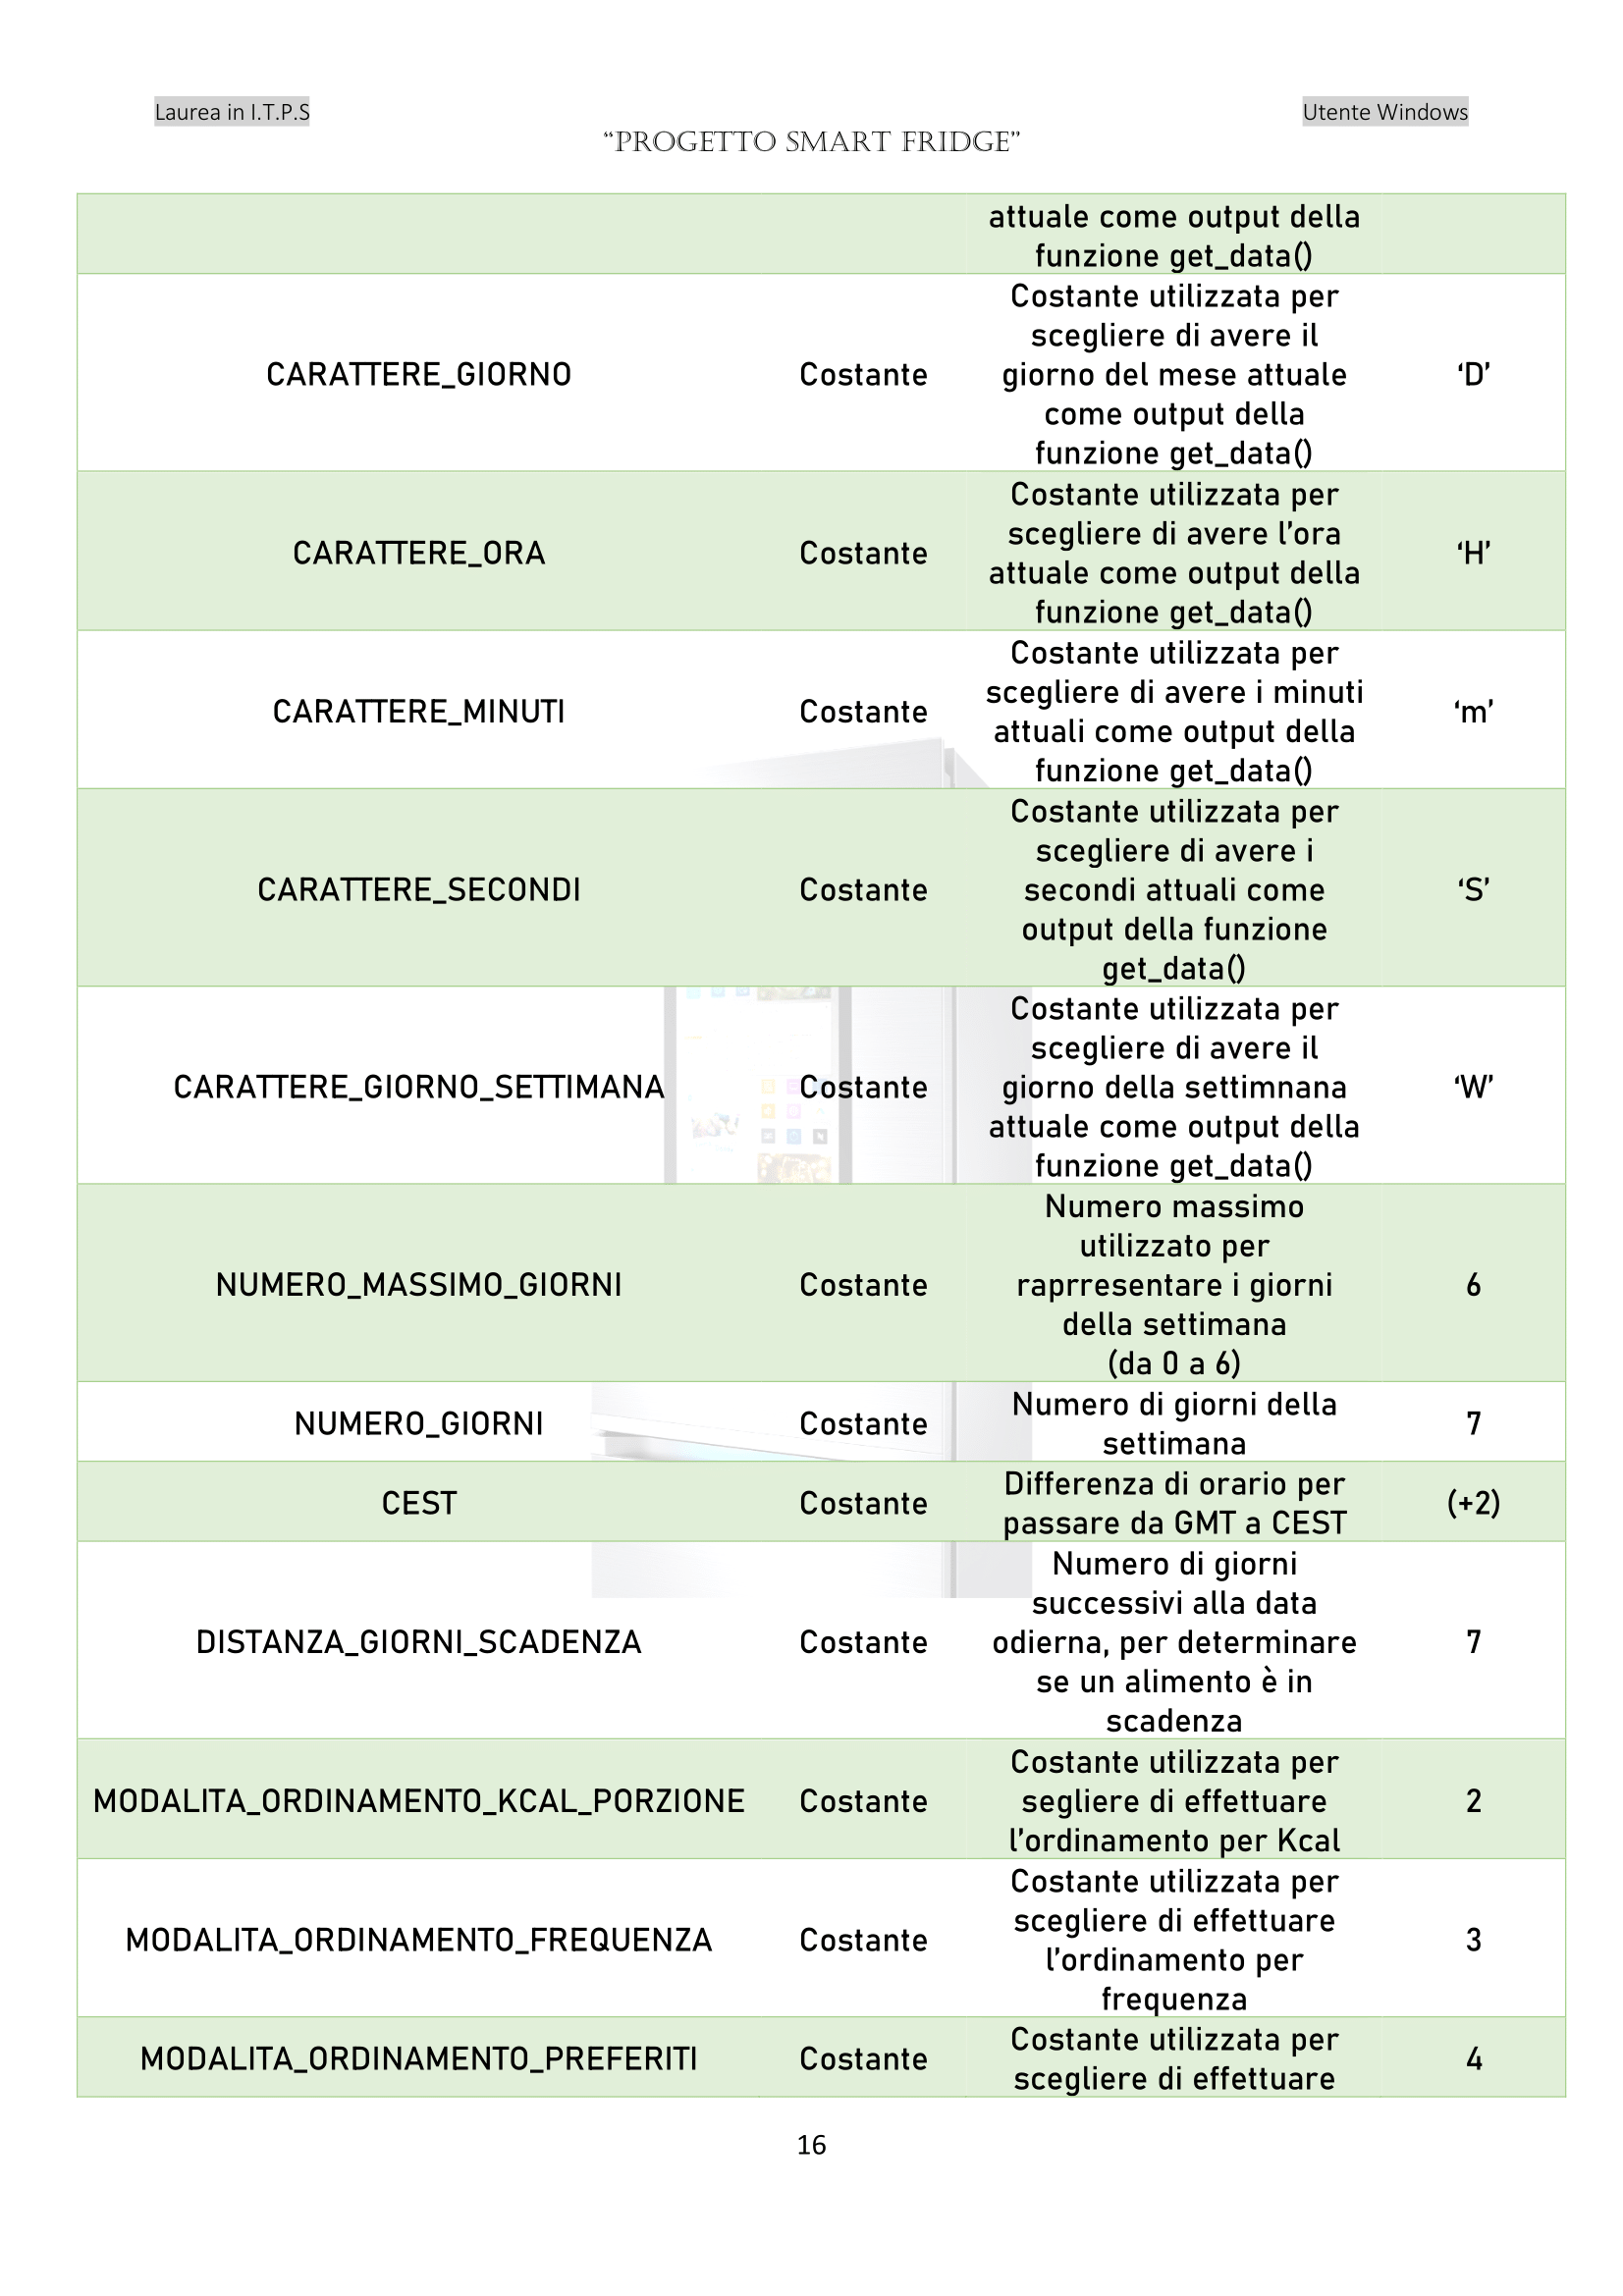 Laurea in I.T.P.S
Utente Windows
“PROGETTO SMART FRIDGE”
attuale come output della
funzione get_data()
CARATTERE_GIORNO
Costante
Costante utilizzata per
scegliere di avere il
giorno del mese attuale
come output della
funzione get_data()
‘D’
CARATTERE_ORA
Costante
Costante utilizzata per
scegliere di avere l’ora
attuale come output della
funzione get_data()
‘H’
CARATTERE_MINUTI
Costante
Costante utilizzata per
scegliere di avere i minuti
attuali come output della
funzione get_data()
‘m’
CARATTERE_SECONDI
Costante
Costante utilizzata per
scegliere di avere i
secondi attuali come
output della funzione
get_data()
‘S’
CARATTERE_GIORNO_SETTIMANA
Costante
Costante utilizzata per
scegliere di avere il
giorno della settimnana
attuale come output della
funzione get_data()
‘W’
NUMERO_MASSIMO_GIORNI
Costante
Numero massimo
utilizzato per
raprresentare i giorni
della settimana
(da 0 a 6)
6
NUMERO_GIORNI
Costante
Numero di giorni della
settimana
7
CEST
Costante
Differenza di orario per
passare da GMT a CEST
(+2)
DISTANZA_GIORNI_SCADENZA
Costante
Numero di giorni
successivi alla data
odierna, per determinare
se un alimento è in
scadenza
7
MODALITA_ORDINAMENTO_KCAL_PORZIONE
Costante
Costante utilizzata per
segliere di effettuare
l’ordinamento per Kcal
2
MODALITA_ORDINAMENTO_FREQUENZA
Costante
Costante utilizzata per
scegliere di effettuare
l’ordinamento per
frequenza
3
MODALITA_ORDINAMENTO_PREFERITI
Costante
Costante utilizzata per
scegliere di effettuare
4
16